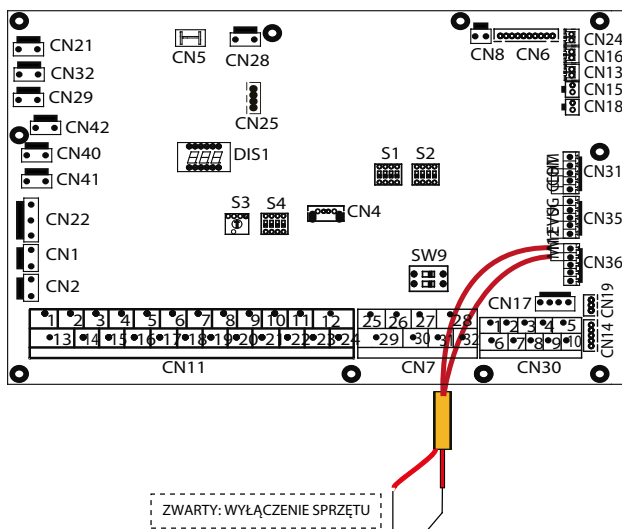 CN21
CN5
CN28
CN8
CN6
CN24
CN16
CN13
CN15
CN18
CN32
CN29
CN25
CN42
CN40
DIS1
CN41
S1 S2
CN31
CN35
CN36
S3 S4
CN4
CN22
CN1
CN2
SW9
M1 M2
EVU
SG
CN17
CN19
CN14
1 2 3 4 5 6 7 8 9 10 11 12
13 14 15 16 17 18 19 20 21 22 23 24
CN11
25 26 27 28
29 30 31 32
CN7
1 2 3 4 5
6 7 8 9 10
CN30
ZWARTY: WYŁĄCZENIE SPRZĘTU